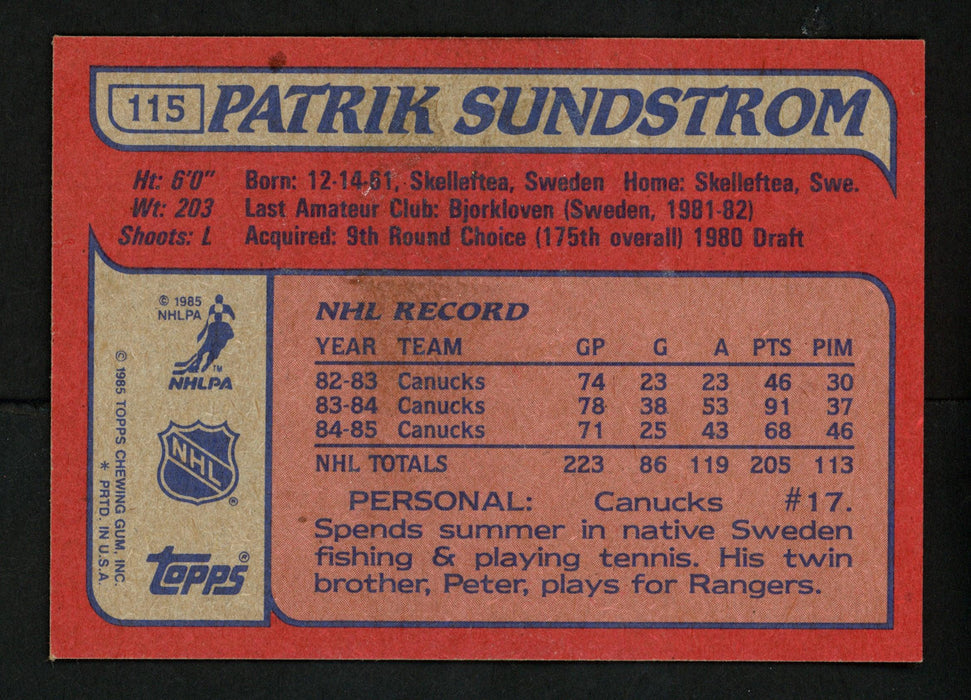 115 PATRIK SUNDSTROM
Ht: 6'0" Born: 12-14-61, Skelleftea, Sweden Home: Skelleftea, Swe.
Wt: 203 Last Amateur Club: Bjorkloven (Sweden, 1981-82)
Shoots: L Acquired: 9th Round Choice (175th overall) 1980 Draft
© 1985
NHLPA
TM
NHLPA
NHL®
topps®
© 1985 TOPPS CHEWING GUM, INC.
* PRTD. IN U.S.A.
NHL RECORD
YEAR TEAM GP G A PTS PIM
82-83 Canucks 74 23 23 46 30
83-84 Canucks 78 38 53 91 37
84-85 Canucks 71 25 43 68 46
NHL TOTALS 223 86 119 205 113
PERSONAL: Canucks #17.
Spends summer in native Sweden
fishing & playing tennis. His twin
brother, Peter, plays for Rangers.